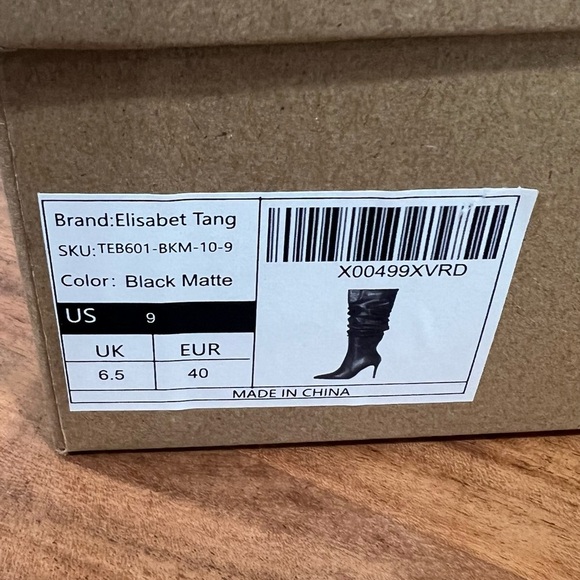 Brand:Elisabet Tang
SKU:TEB601-BKM-10-9
Color: Black Matte
US 9
UK EUR
6.5 40
X00499XVRD
MADE IN CHINA